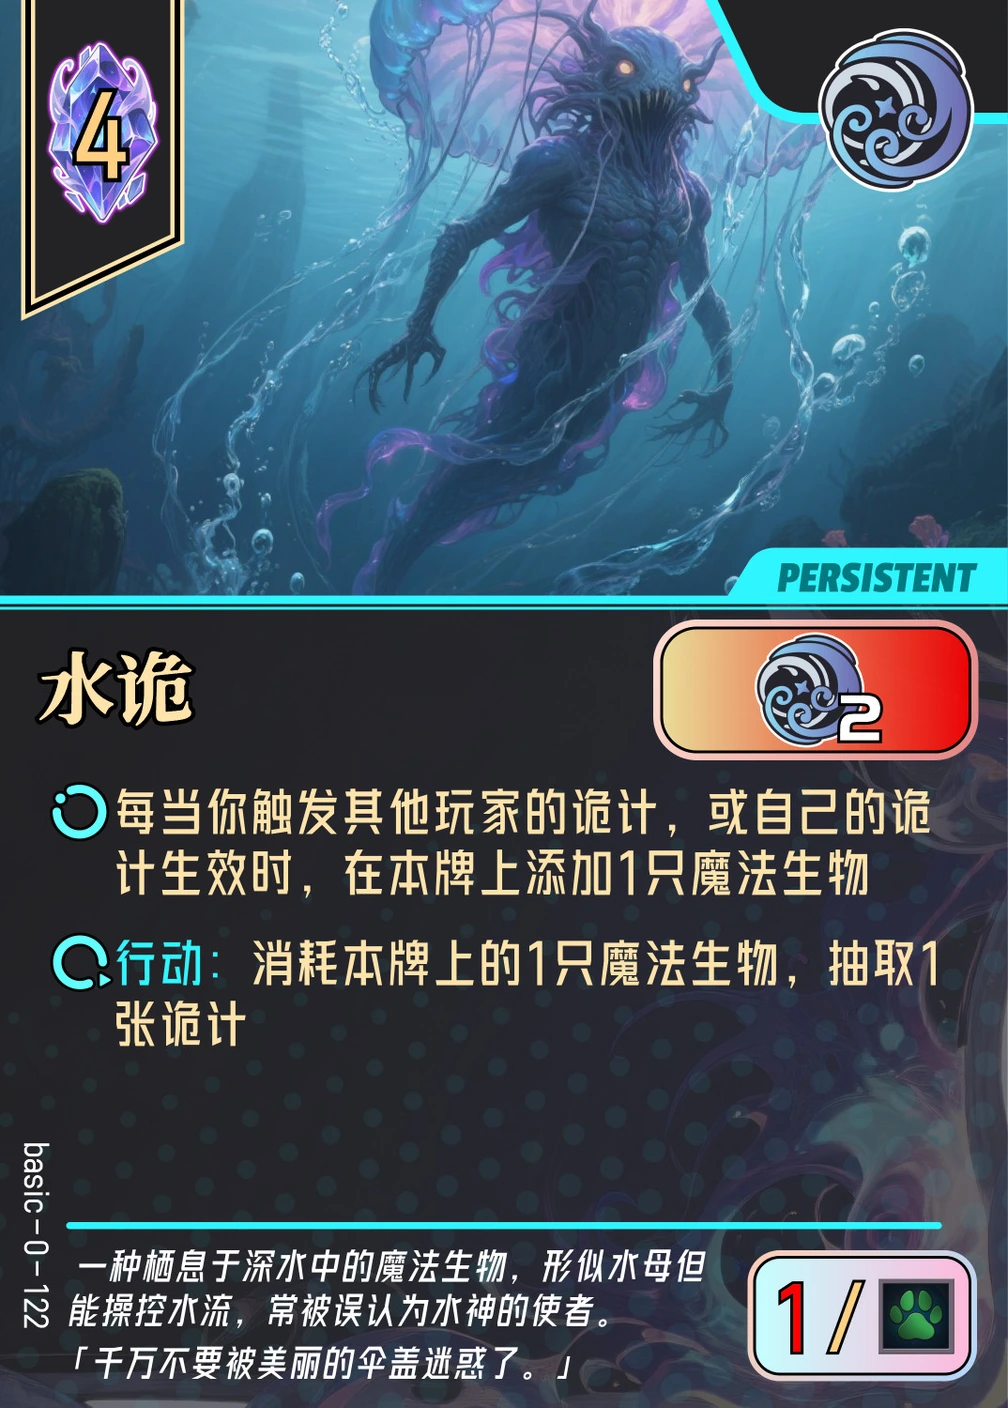 4
PERSISTENT
水诡
2
每当你触发其他玩家的诡计，或自己的诡
计生效时，在本牌上添加1只魔法生物
行动：消耗本牌上的1只魔法生物，抽取1
张诡计
basic-0-122
一种栖息于深水中的魔法生物，形似水母但
能操控水流，常被误认为水神的使者。
「千万不要被美丽的伞盖迷惑了。」
1/